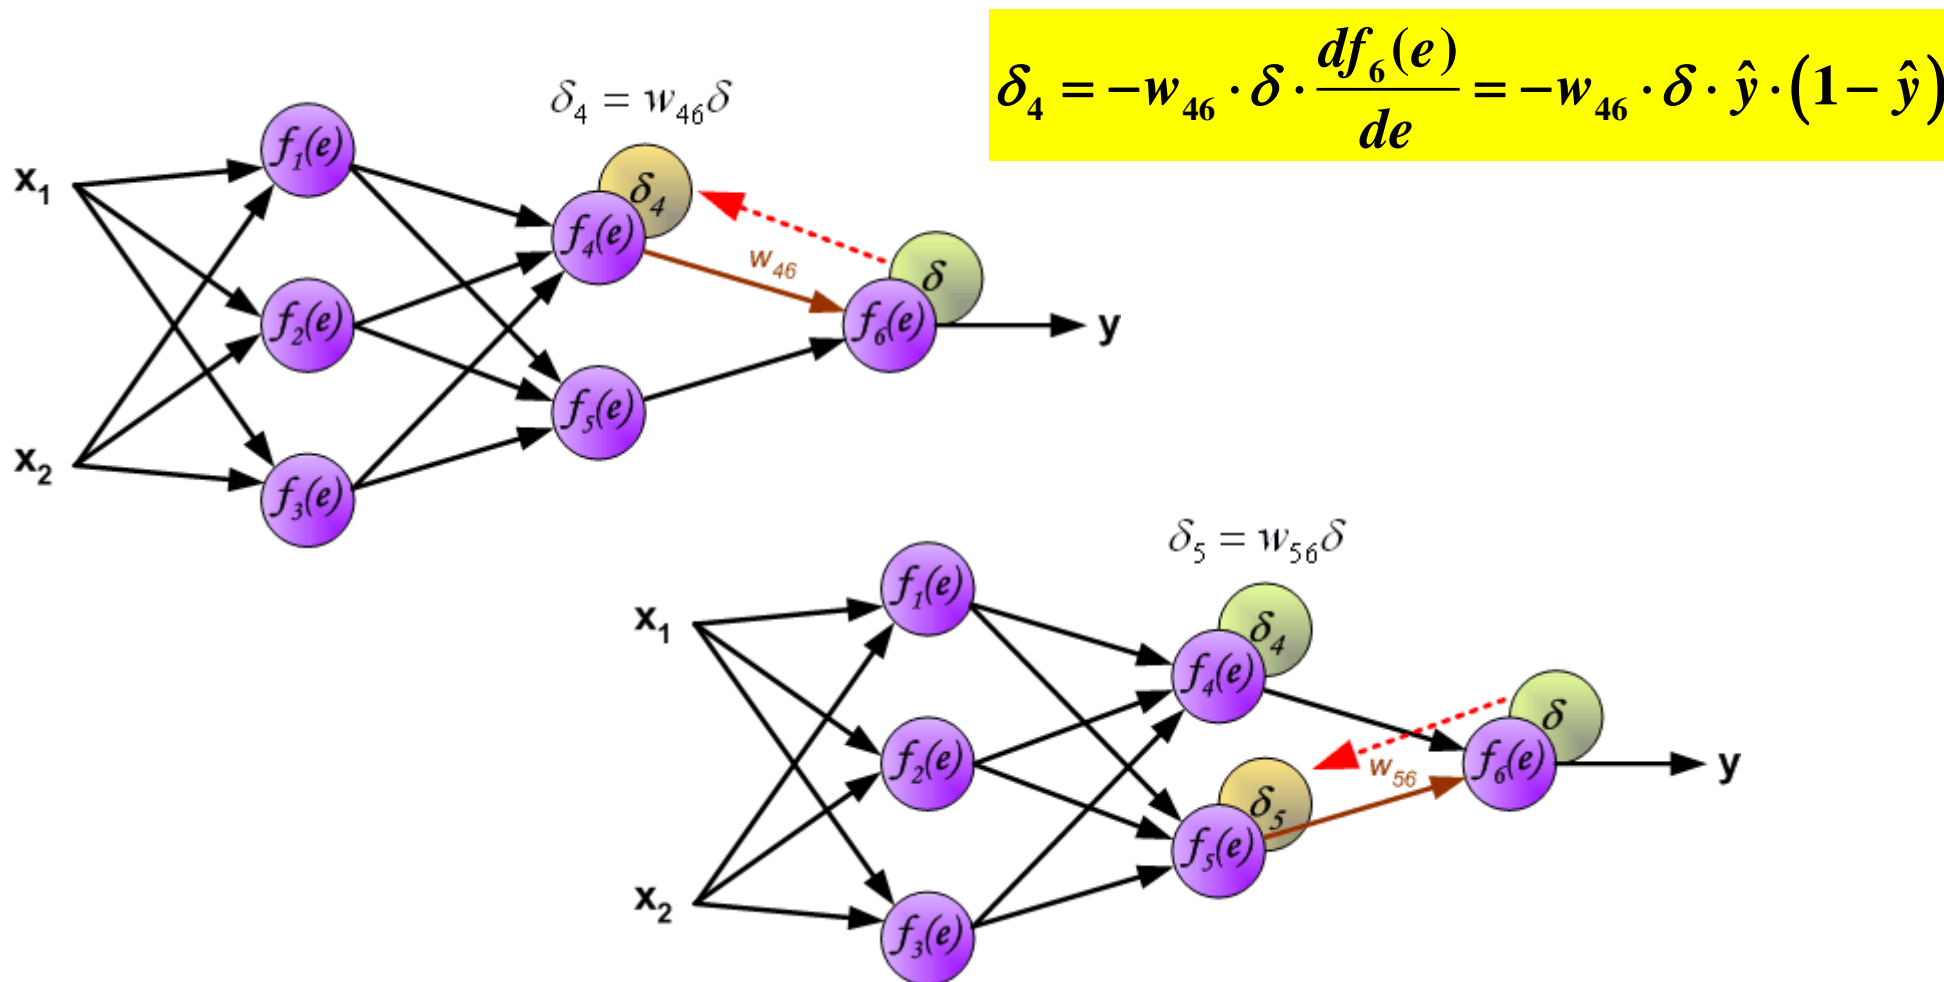 δ₄ = −w₄₆ · δ · df₆(e)/de = −w₄₆ · δ · ŷ · (1 − ŷ)
δ₄ = w₄₆δ
x₁
x₂
f₁(e)
f₂(e)
f₃(e)
δ₄
f₄(e)
f₅(e)
w₄₆
δ
f₆(e)
y
δ₅ = w₅₆δ
x₁
x₂
f₁(e)
f₂(e)
f₃(e)
δ₄
f₄(e)
δ₅
f₅(e)
w₅₆
δ
f₆(e)
y